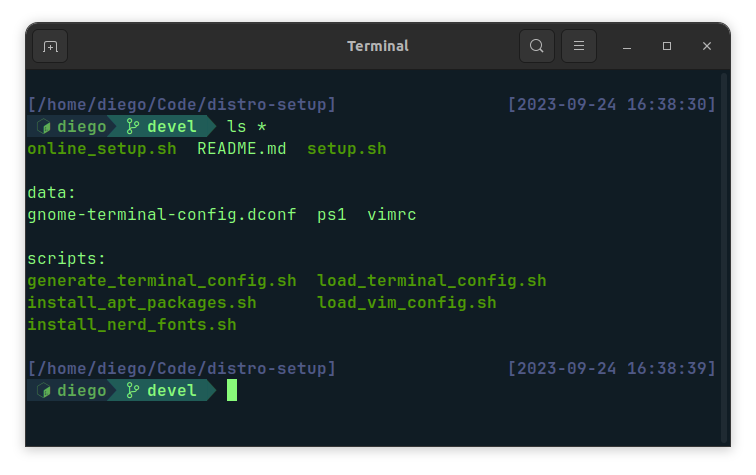 Terminal
[/home/diego/Code/distro-setup] [2023-09-24 16:38:30]
diego devel ls *
online_setup.sh README.md setup.sh
data:
gnome-terminal-config.dconf ps1 vimrc
scripts:
generate_terminal_config.sh load_terminal_config.sh
install_apt_packages.sh load_vim_config.sh
install_nerd_fonts.sh
[/home/diego/Code/distro-setup] [2023-09-24 16:38:39]
diego devel